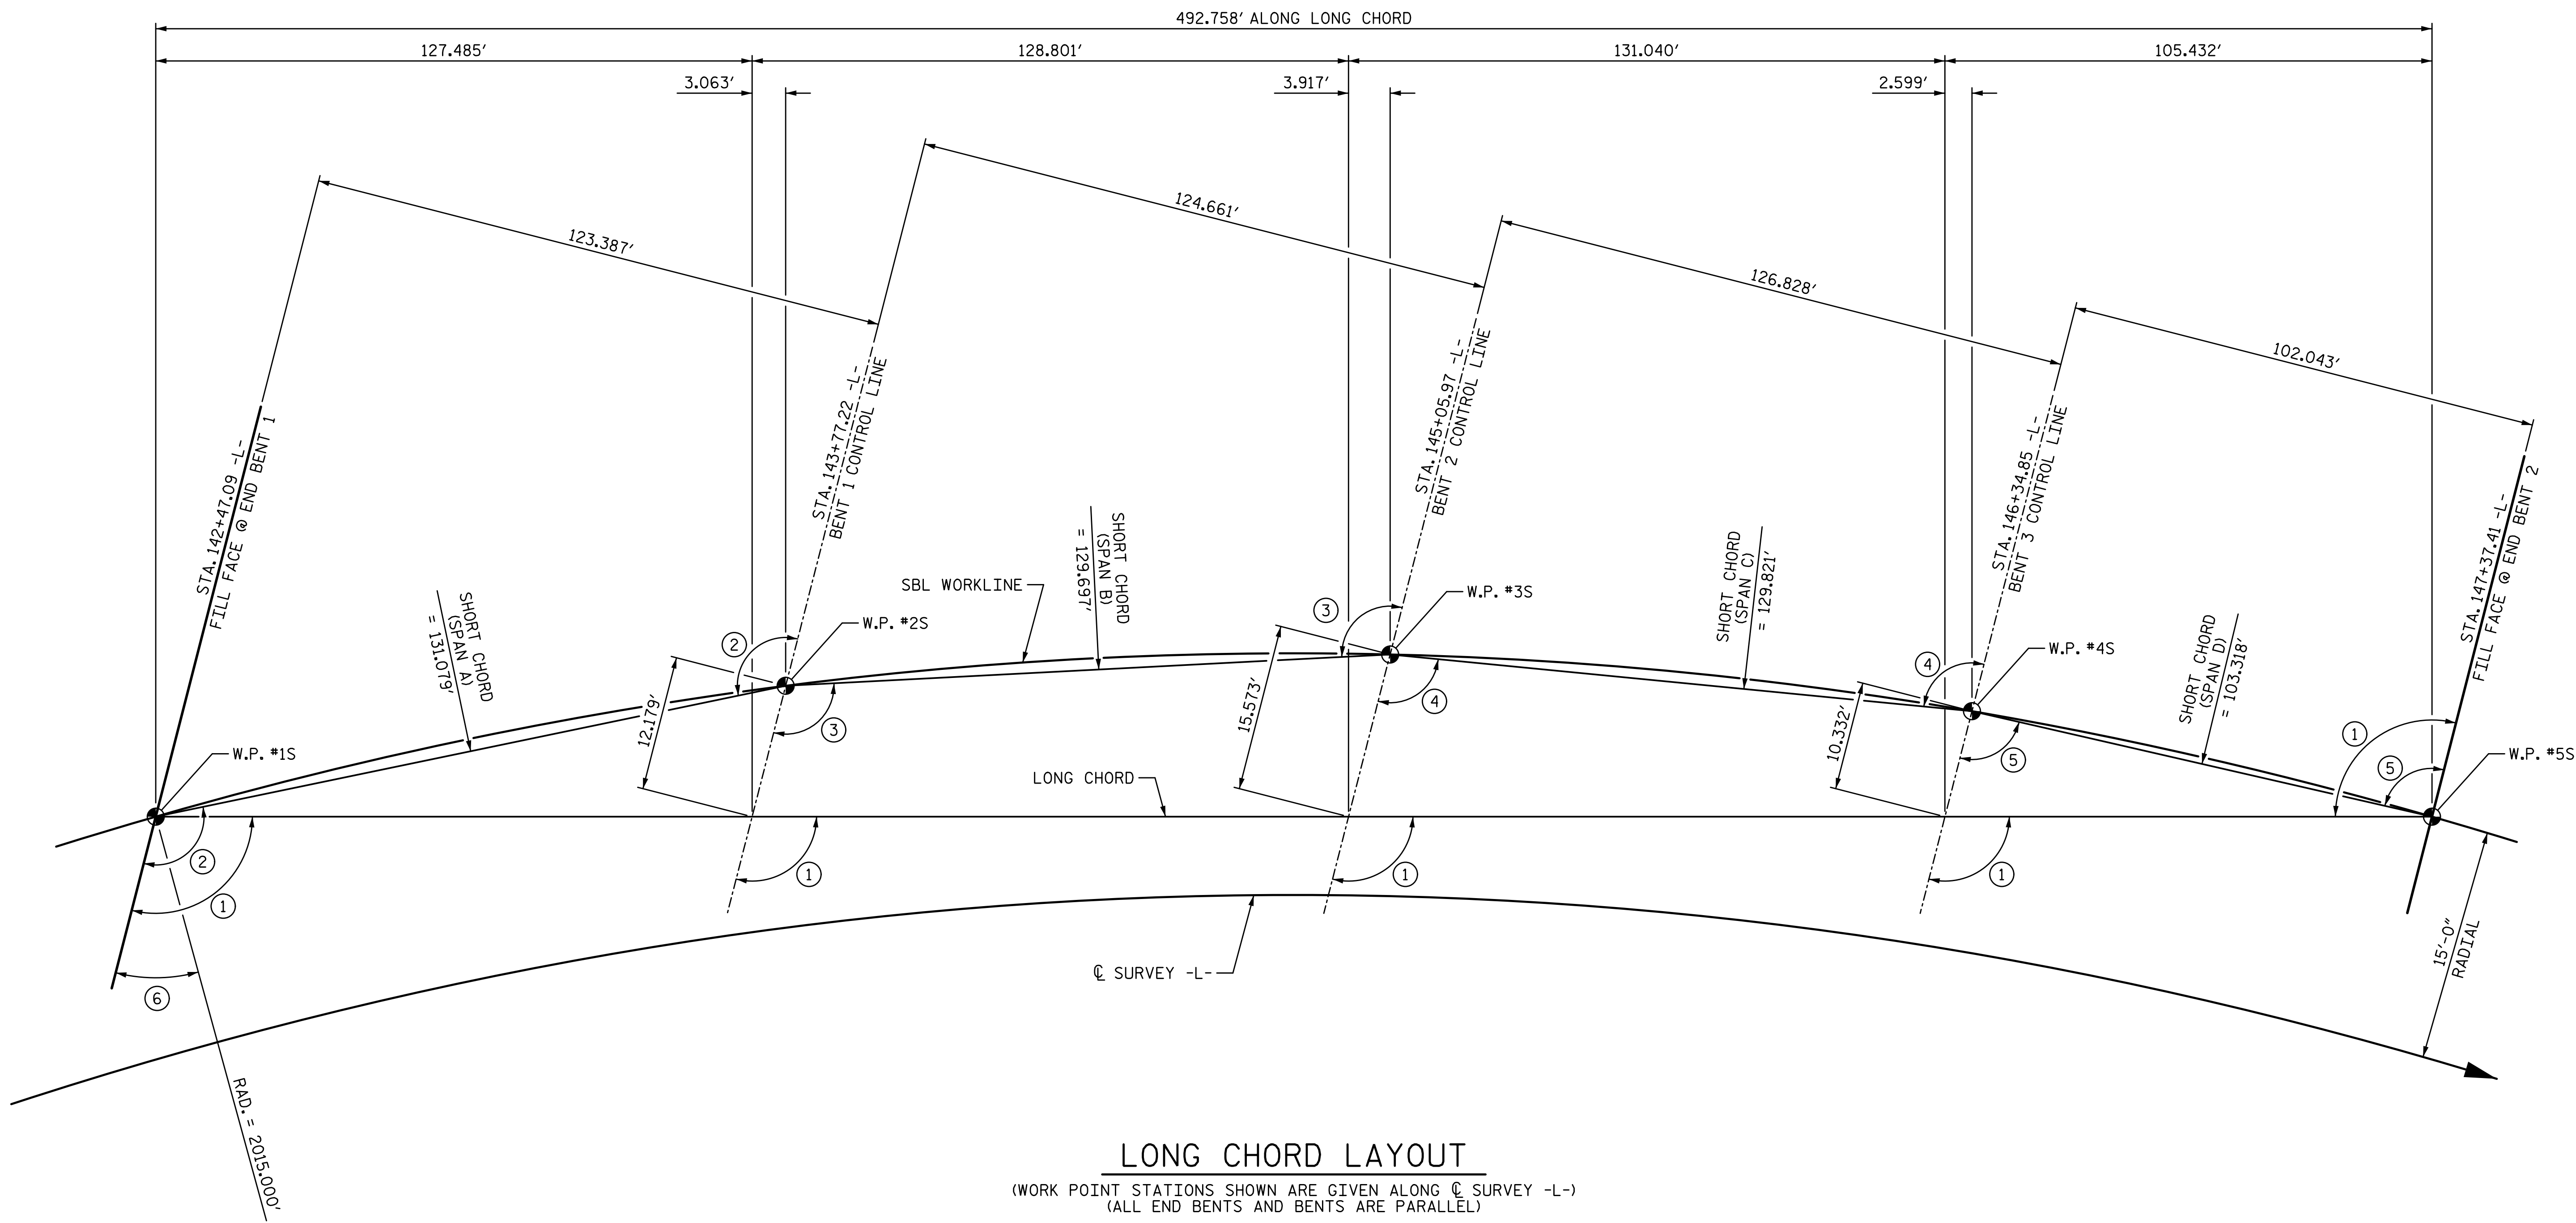 492.758' ALONG LONG CHORD
127.485'
128.801'
131.040'
105.432'
3.063'
3.917'
2.599'
123.387'
124.661'
126.828'
102.043'
STA. 142+47.09 -L-
FILL FACE @ END BENT 1
STA. 143+77.22 -L-
BENT 1 CONTROL LINE
STA. 145+05.97 -L-
BENT 2 CONTROL LINE
STA. 146+34.85 -L-
BENT 3 CONTROL LINE
STA. 147+37.41 -L-
FILL FACE @ END BENT 2
SHORT CHORD
(SPAN A)
= 131.079'
SHORT CHORD
(SPAN B)
= 129.697'
SHORT CHORD
(SPAN C)
= 129.821'
SHORT CHORD
(SPAN D)
= 103.318'
SBL WORKLINE
W.P. #1S
W.P. #2S
W.P. #3S
W.P. #4S
W.P. #5S
2
3
4
1
5
3
4
5
2
1
1
1
1
6
12.179'
15.573'
10.332'
LONG CHORD
℄ SURVEY -L-
15'-0"
RADIAL
RAD. = 2015.000'
LONG CHORD LAYOUT
(WORK POINT STATIONS SHOWN ARE GIVEN ALONG ℄ SURVEY -L-)
(ALL END BENTS AND BENTS ARE PARALLEL)